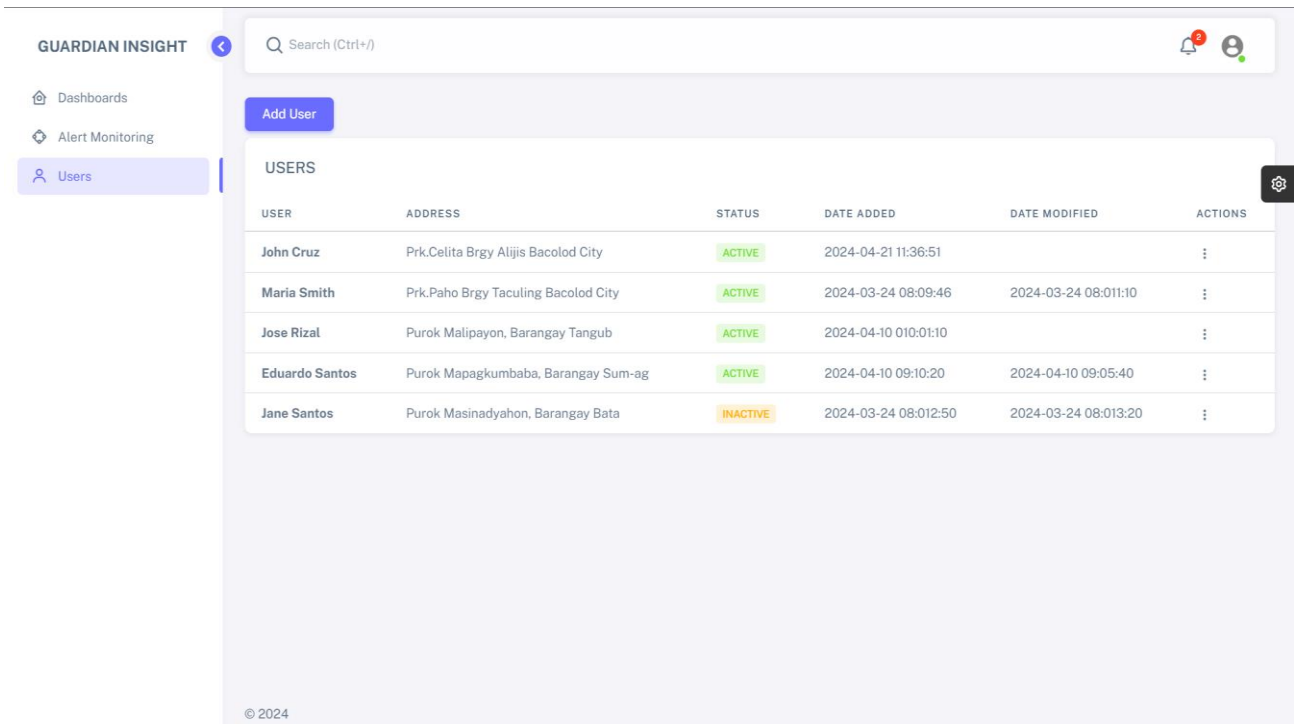 GUARDIAN INSIGHT
Search (Ctrl+/)
2
Dashboards
Alert Monitoring
Users
Add User
USERS
USER ADDRESS STATUS DATE ADDED DATE MODIFIED ACTIONS
John Cruz Prk.Celita Brgy Alijis Bacolod City ACTIVE 2024-04-21 11:36:51
Maria Smith Prk.Paho Brgy Taculing Bacolod City ACTIVE 2024-03-24 08:09:46 2024-03-24 08:011:10
Jose Rizal Purok Malipayon, Barangay Tangub ACTIVE 2024-04-10 010:01:10
Eduardo Santos Purok Mapagkumbaba, Barangay Sum-ag ACTIVE 2024-04-10 09:10:20 2024-04-10 09:05:40
Jane Santos Purok Masinadyahon, Barangay Bata INACTIVE 2024-03-24 08:012:50 2024-03-24 08:013:20
© 2024